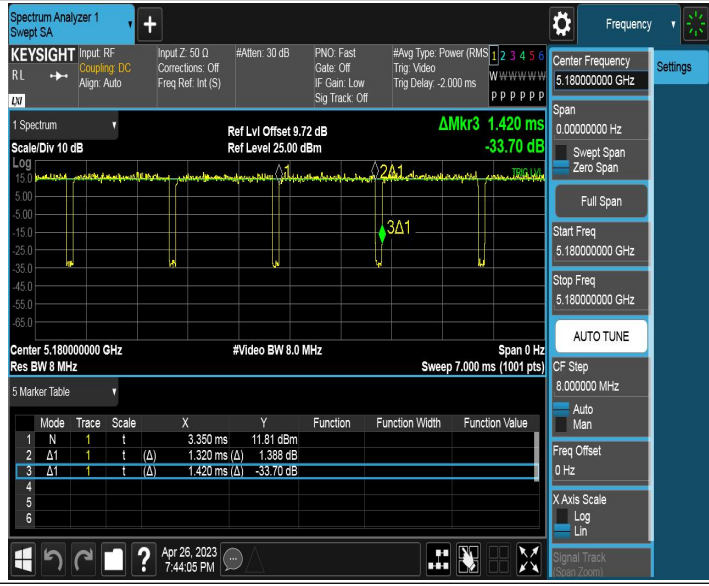 Spectrum Analyzer 1
Swept SA
Frequency
KEYSIGHT Input: RF Input Z: 50 Ω #Atten: 30 dB PNO: Fast #Avg Type: Power (RMS 1 2 3 4 5 6
RL Coupling: DC Corrections: Off Gate: Off Trig: Video W W W W W W
Align: Auto Freq Ref: Int (S) IF Gain: Low Trig Delay: -2.000 ms P P P P P P
LXI Sig Track: Off
1 Spectrum
ΔMkr3 1.420 ms
Ref Lvl Offset 9.72 dB
Scale/Div 10 dB Ref Level 25.00 dBm -33.70 dB
Log
15.0
5.00
-5.00
-15.0
-25.0
-35.0
-45.0
-55.0
-65.0
1
2Δ1
TRIG LVL
3Δ1
Center 5.180000000 GHz #Video BW 8.0 MHz Span 0 Hz
Res BW 8 MHz Sweep 7.000 ms (1001 pts)
5 Marker Table
Mode Trace Scale X Y Function Function Width Function Value
1 N 1 t 3.350 ms 11.81 dBm
2 Δ1 1 t (Δ) 1.320 ms (Δ) 1.388 dB
3 Δ1 1 t (Δ) 1.420 ms (Δ) -33.70 dB
4
5
6
Apr 26, 2023
7:44:05 PM
?
Center Frequency
5.180000000 GHz
Span
0.00000000 Hz
Swept Span
Zero Span
Full Span
Start Freq
5.180000000 GHz
Stop Freq
5.180000000 GHz
AUTO TUNE
CF Step
8.000000 MHz
Auto
Man
Freq Offset
0 Hz
X Axis Scale
Log
Lin
Signal Track
(Span Zoom)
Settings